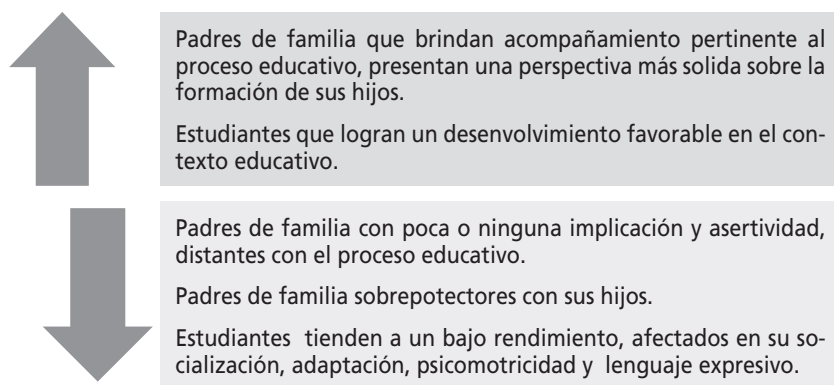 Padres de familia que brindan acompañamiento pertinente al
proceso educativo, presentan una perspectiva más solida sobre la
formación de sus hijos.
Estudiantes que logran un desenvolvimiento favorable en el con-
texto educativo.
Padres de familia con poca o ninguna implicación y asertividad,
distantes con el proceso educativo.
Padres de familia sobrepotectores con sus hijos.
Estudiantes tienden a un bajo rendimiento, afectados en su so-
cialización, adaptación, psicomotricidad y lenguaje expresivo.